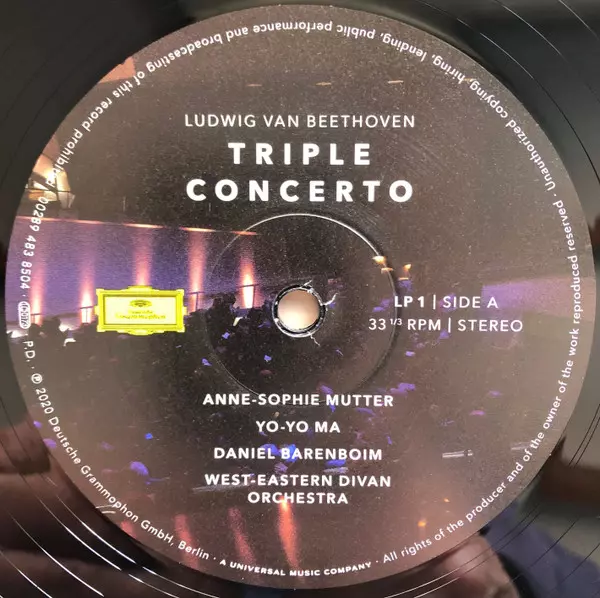 LUDWIG VAN BEETHOVEN
TRIPLE
CONCERTO
LP 1 | SIDE A
33 1/3 RPM | STEREO
Deutsche
Grammophon
ANNE-SOPHIE MUTTER
YO-YO MA
DANIEL BARENBOIM
WEST-EASTERN DIVAN
ORCHESTRA
P.D. · ℗ 2020 Deutsche Grammophon GmbH, Berlin · A UNIVERSAL MUSIC COMPANY · All rights of the producer and of the owner of the work reproduced reserved · Unauthorized copying, hiring, lending, public performance and broadcasting of this record prohibited · 00289 483 8504 ·